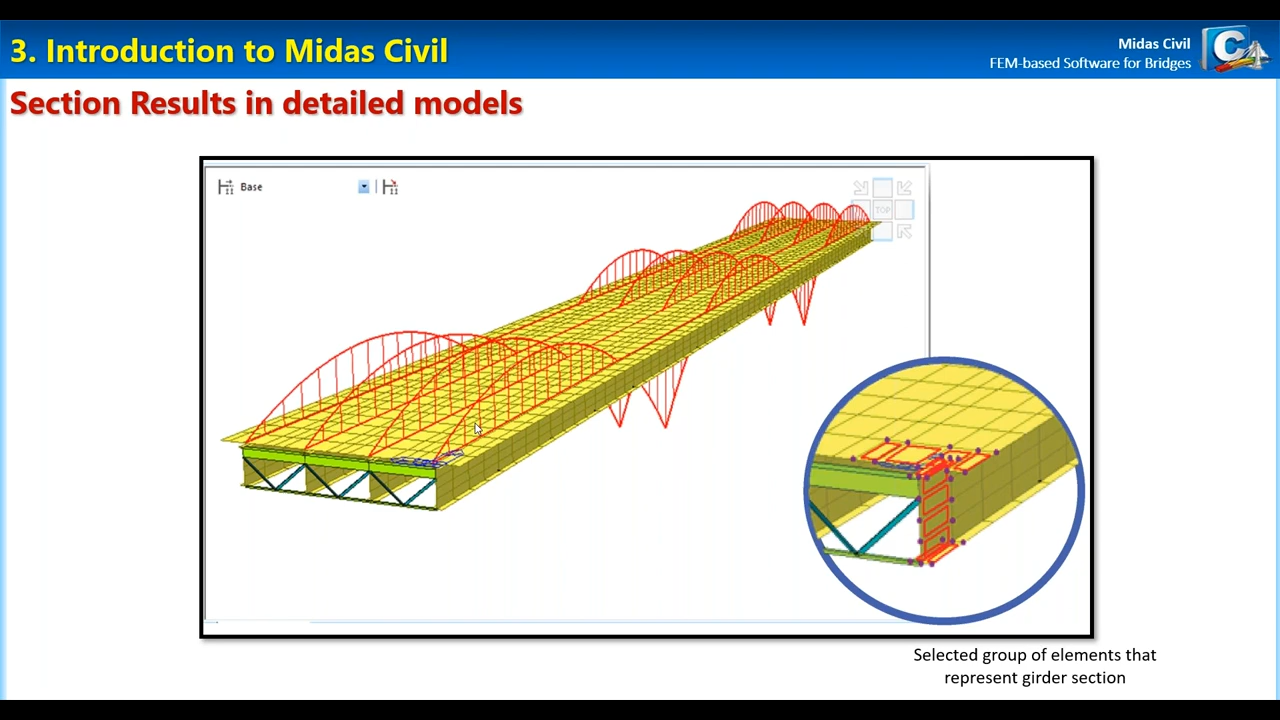 3. Introduction to Midas Civil
Midas Civil
FEM-based Software for Bridges
Section Results in detailed models
Base
TOP
Selected group of elements that
represent girder section